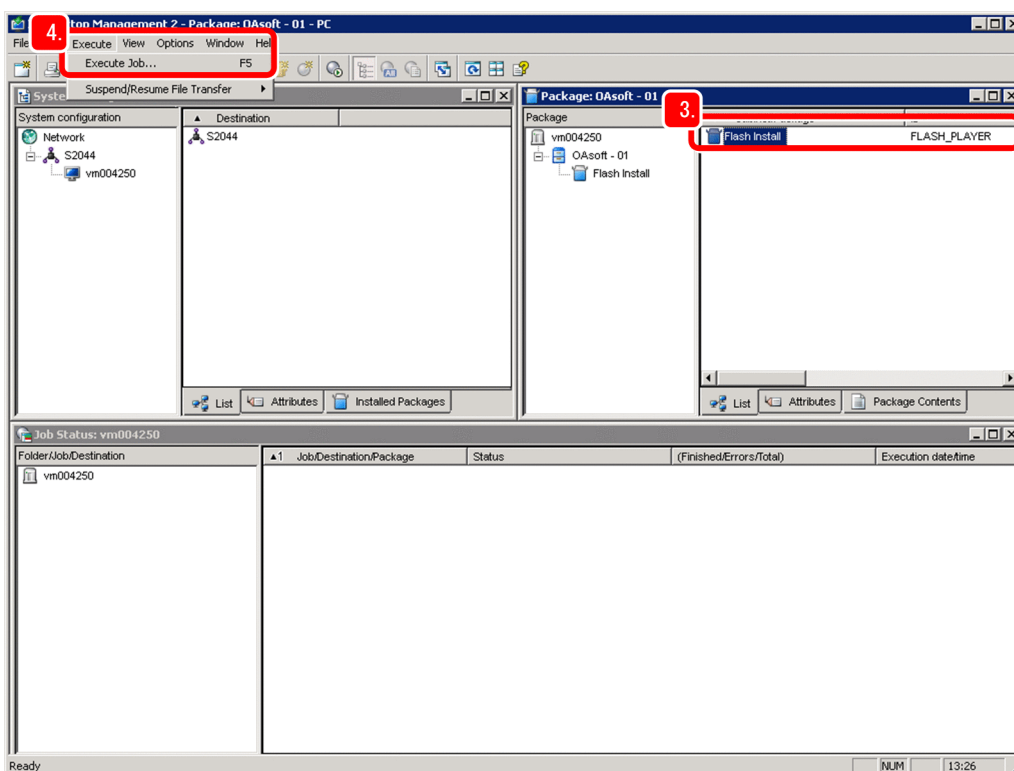 top Management 2 - Package: OAsoft - 01 - PC
4.
File Execute View Options Window Hel
Execute Job... F5
Suspend/Resume File Transfer
Syste
System configuration
Network
S2044
vm004250
Destination
S2044
List Attributes Installed Packages
Package: OAsoft - 01
3.
Package
vm004250
OAsoft - 01
Flash Install
Flash Install FLASH_PLAYER
List Attributes Package Contents
Job Status: vm004250
Folder/Job/Destination
vm004250
1 Job/Destination/Package Status (Finished/Errors/Total) Execution date/time
Ready NUM 13:26